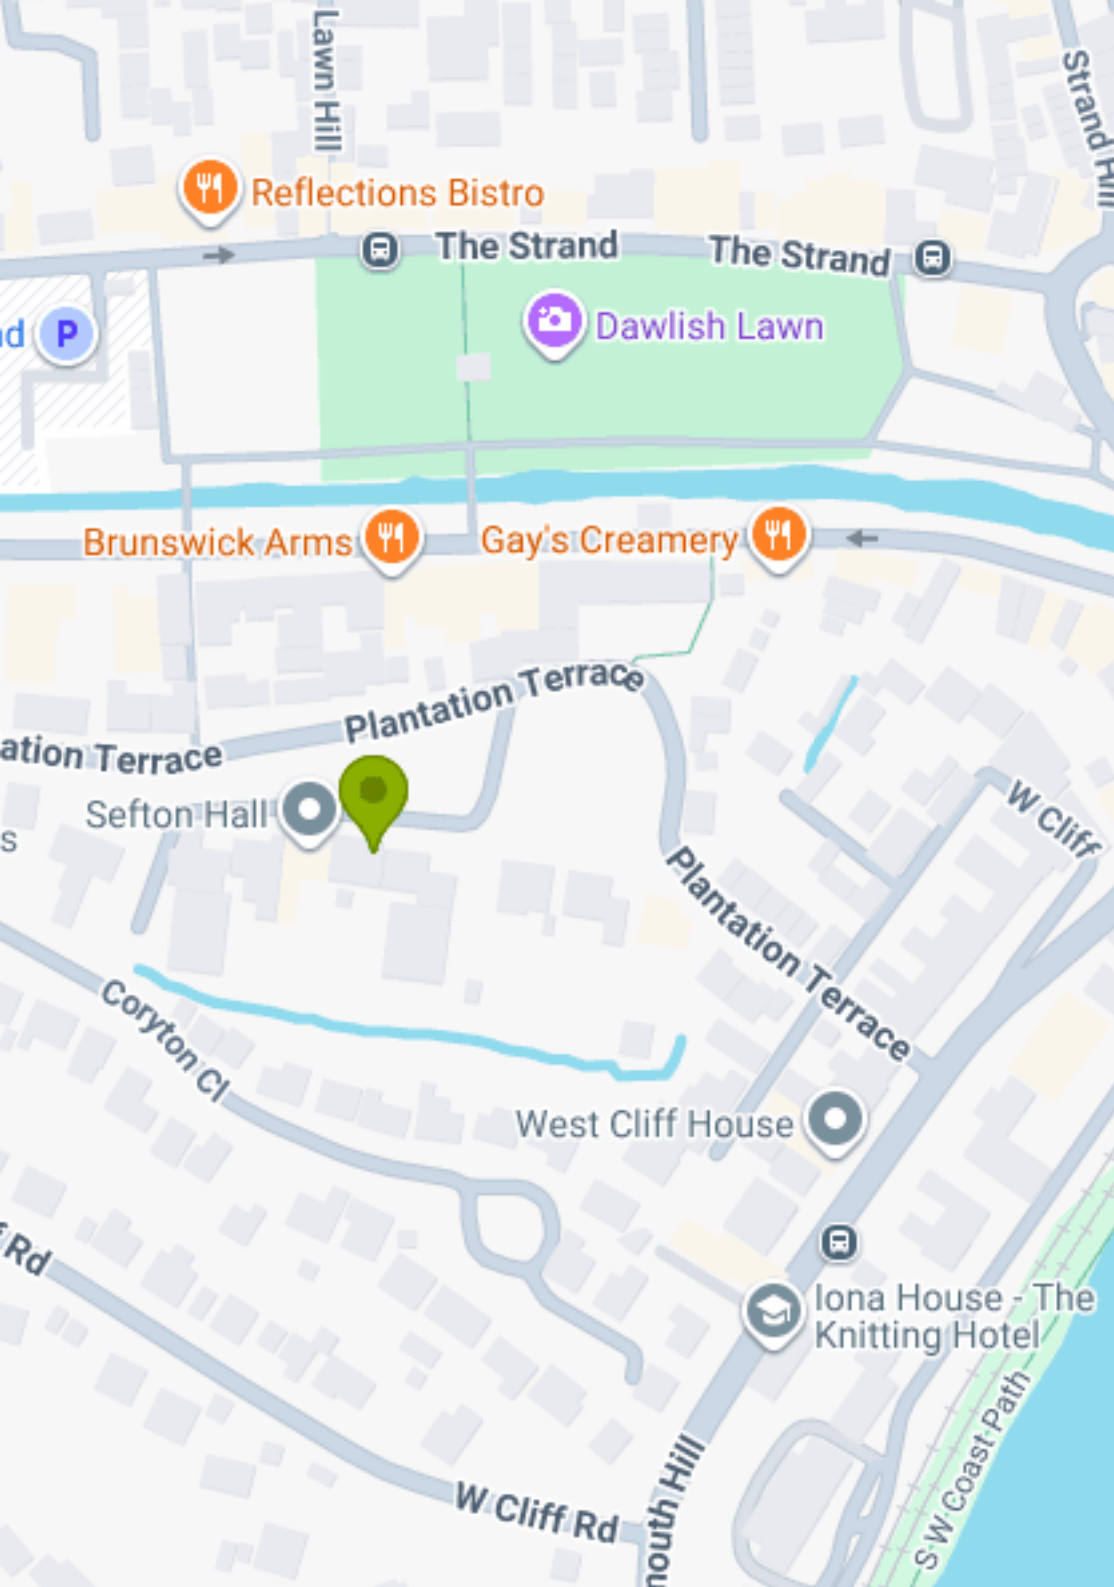 Lawn Hill
Strand Hill
Reflections Bistro
The Strand
The Strand
P
Dawlish Lawn
Brunswick Arms
Gay's Creamery
Plantation Terrace
ation Terrace
Sefton Hall
s
W Cliff
Plantation Terrace
Coryton Cl
West Cliff House
Rd
Iona House - The
Knitting Hotel
S W Coast Path
W Cliff Rd
nouth Hill